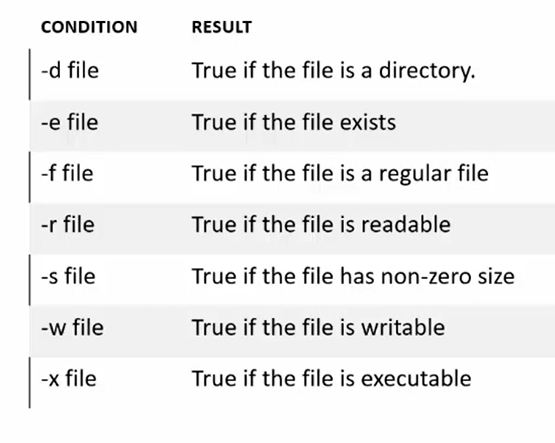 CONDITION RESULT
-d file True if the file is a directory.
-e file True if the file exists
-f file True if the file is a regular file
-r file True if the file is readable
-s file True if the file has non-zero size
-w file True if the file is writable
-x file True if the file is executable